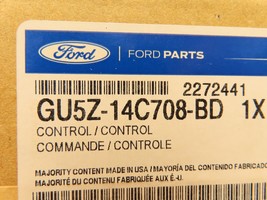 Ford
FORD PARTS
2272441
GU5Z-14C708-BD 1X
CONTROL / CONTROL
COMMANDE / CONTROLE
MAJORITY CONTENT MADE IN USA / MAYORÍA DEL CONTENIDO FABRICADO
MAJORITÉ DU CONTENU FABRIQUÉE AUX É.-U.